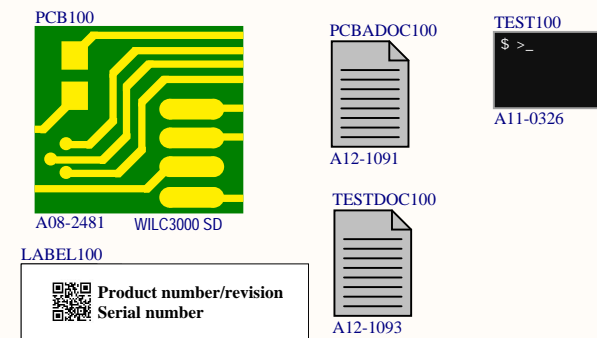 PCB100
A08-2481
WILC3000 SD
PCBADOC100
A12-1091
TEST100
$ >_
A11-0326
TESTDOC100
A12-1093
LABEL100
Product number/revision
Serial number